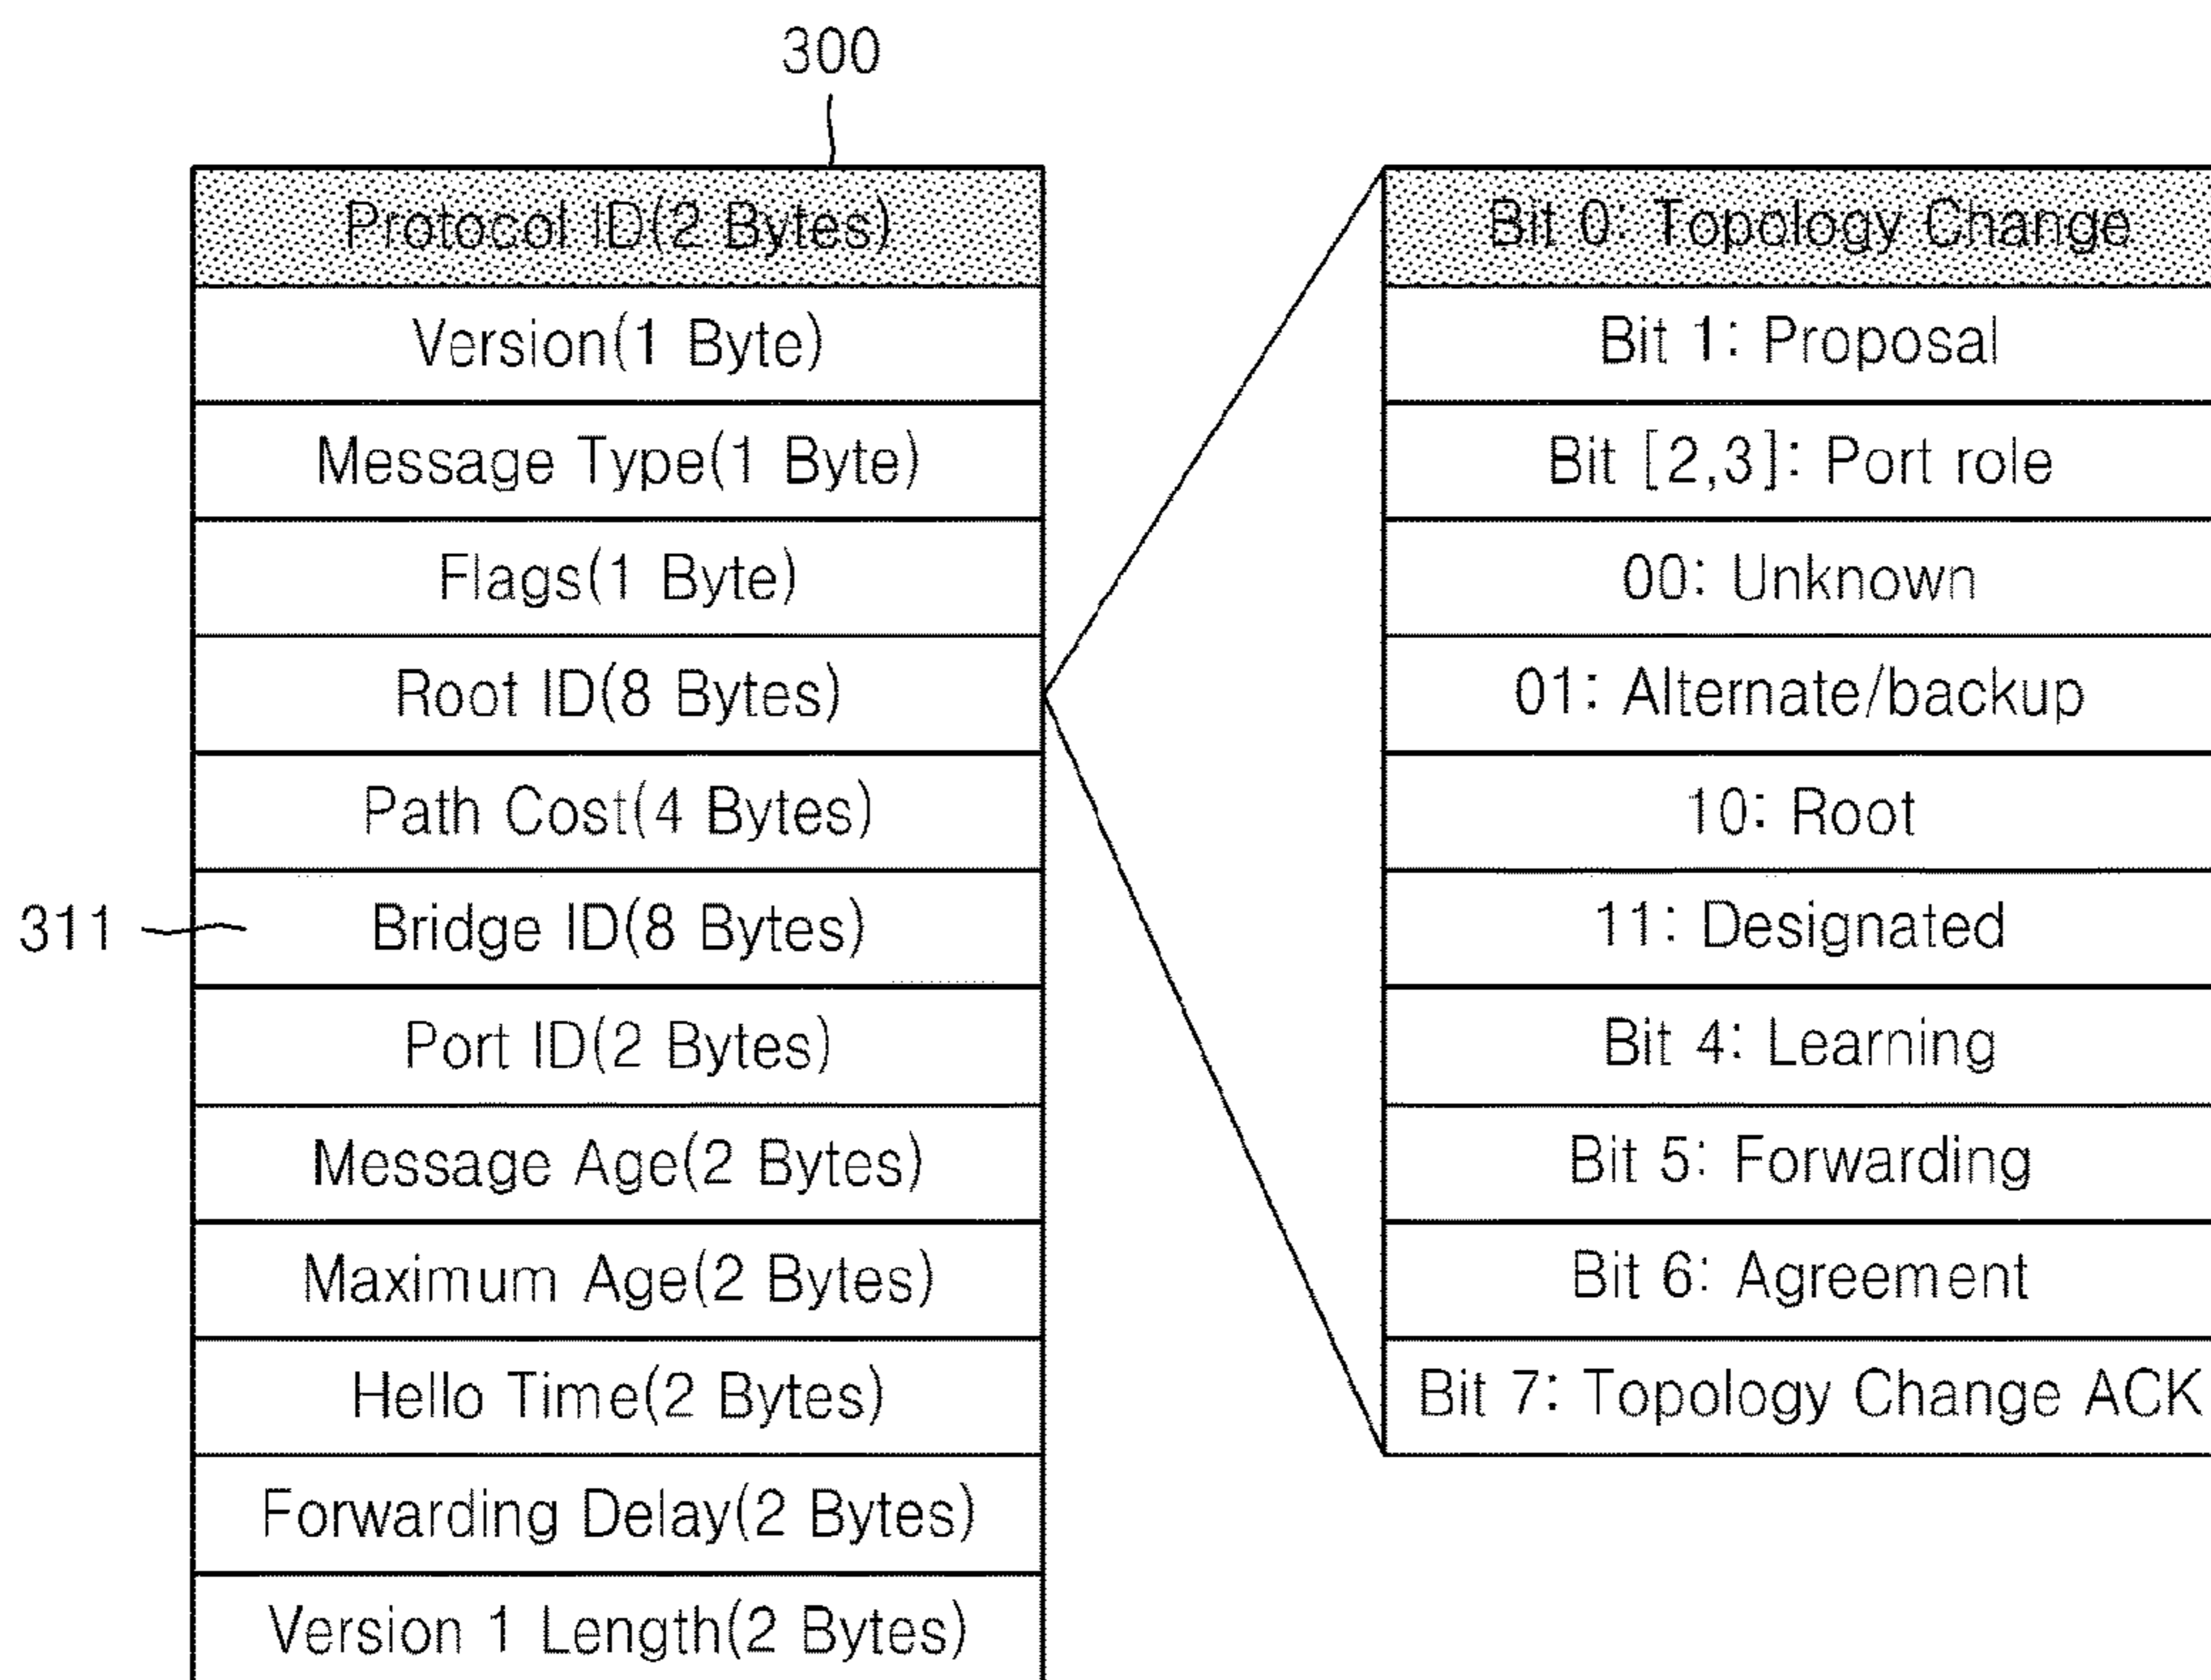 300
Protocol ID(2 Bytes)
Version(1 Byte)
Message Type(1 Byte)
Flags(1 Byte)
Root ID(8 Bytes)
Path Cost(4 Bytes)
311
Bridge ID(8 Bytes)
Port ID(2 Bytes)
Message Age(2 Bytes)
Maximum Age(2 Bytes)
Hello Time(2 Bytes)
Forwarding Delay(2 Bytes)
Version 1 Length(2 Bytes)
Bit 0: Topology Change
Bit 1: Proposal
Bit [2,3]: Port role
00: Unknown
01: Alternate/backup
10: Root
11: Designated
Bit 4: Learning
Bit 5: Forwarding
Bit 6: Agreement
Bit 7: Topology Change ACK